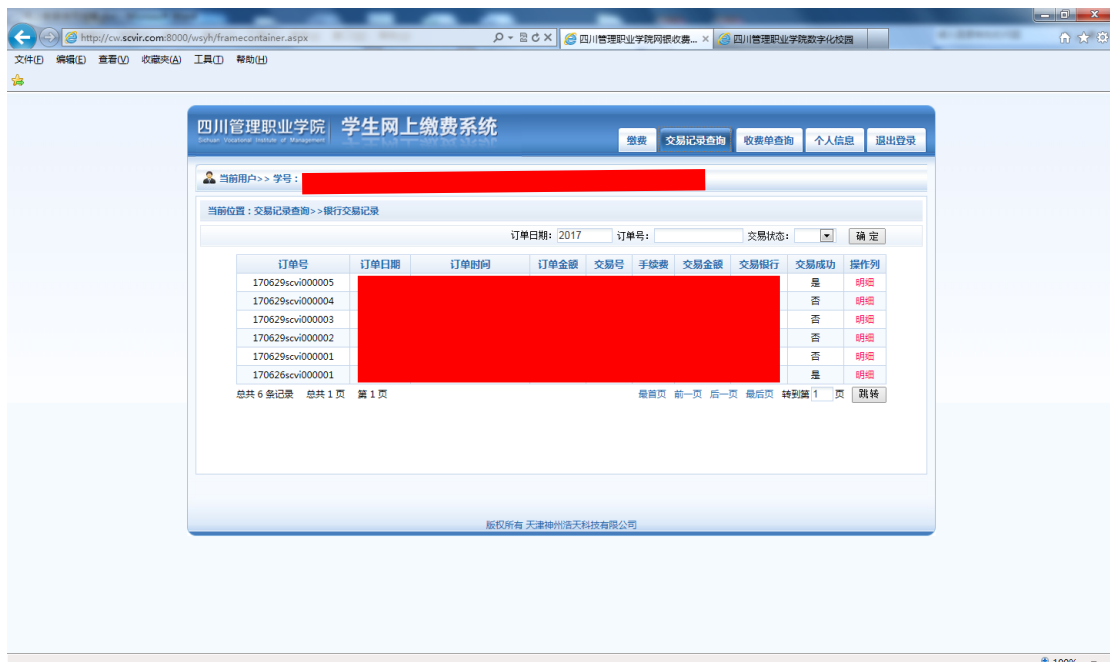 http://cw.scvir.com:8000/wsyh/framecontainer.aspx
四川管理职业学院网银收费...
四川管理职业学院数字化校园
文件(F) 编辑(E) 查看(V) 收藏夹(A) 工具(T) 帮助(H)
四川管理职业学院 学生网上缴费系统
Sichuan Vocational Institute of Management
缴费 交易记录查询 收费单查询 个人信息 退出登录
当前用户>> 学号：
当前位置：交易记录查询>>银行交易记录
订单日期： 2017 订单号： 交易状态： 确 定
订单号 订单日期 订单时间 订单金额 交易号 手续费 交易金额 交易银行 交易成功 操作列
170629scvi000005 是 明细
170629scvi000004 否 明细
170629scvi000003 否 明细
170629scvi000002 否 明细
170629scvi000001 否 明细
170626scvi000001 是 明细
总共 6 条记录 总共 1 页 第 1 页 最首页 前一页 后一页 最后页 转到第 1 页 跳转
版权所有 天津神州浩天科技有限公司
100%